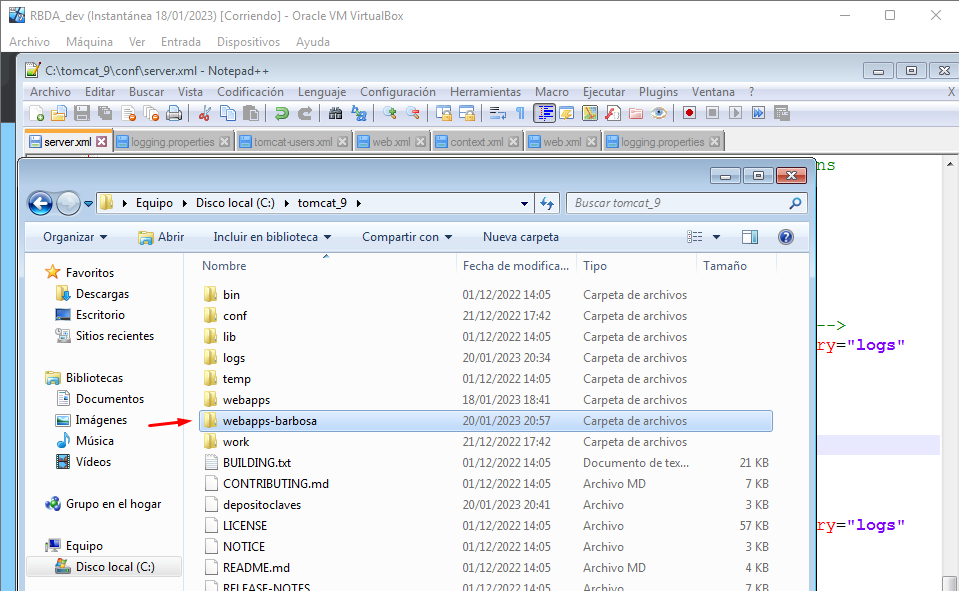 RBDA_dev (Instantánea 18/01/2023) [Corriendo] - Oracle VM VirtualBox
Archivo Máquina Ver Entrada Dispositivos Ayuda
C:\tomcat_9\conf\server.xml - Notepad++
Archivo Editar Buscar Vista Codificación Lenguaje Configuración Herramientas Macro Ejecutar Plugins Ventana ? X
server.xml logging.properties tomcat-users.xml web.xml context.xml web.xml logging.properties
ns
Equipo Disco local (C:) tomcat_9 Buscar tomcat_9
Organizar Abrir Incluir en biblioteca Compartir con Nueva carpeta
Nombre Fecha de modifica... Tipo Tamaño
Favoritos
Descargas
Escritorio
Sitios recientes
Bibliotecas
Documentos
Imágenes
Música
Vídeos
Grupo en el hogar
Equipo
Disco local (C:)
bin 01/12/2022 14:05 Carpeta de archivos
conf 21/12/2022 17:42 Carpeta de archivos
lib 01/12/2022 14:05 Carpeta de archivos
logs 20/01/2023 20:34 Carpeta de archivos
temp 01/12/2022 14:05 Carpeta de archivos
webapps 18/01/2023 18:41 Carpeta de archivos
webapps-barbosa 20/01/2023 20:57 Carpeta de archivos
work 21/12/2022 17:42 Carpeta de archivos
BUILDING.txt 01/12/2022 14:05 Documento de tex... 21 KB
CONTRIBUTING.md 01/12/2022 14:05 Archivo MD 7 KB
depositoclaves 20/01/2023 20:41 Archivo 3 KB
LICENSE 01/12/2022 14:05 Archivo 57 KB
NOTICE 01/12/2022 14:05 Archivo 3 KB
README.md 01/12/2022 14:05 Archivo MD 4 KB
RELEASE-NOTES 01/12/2022 14:05 Archivo 7 KB
-->
ry="logs"
ry="logs"